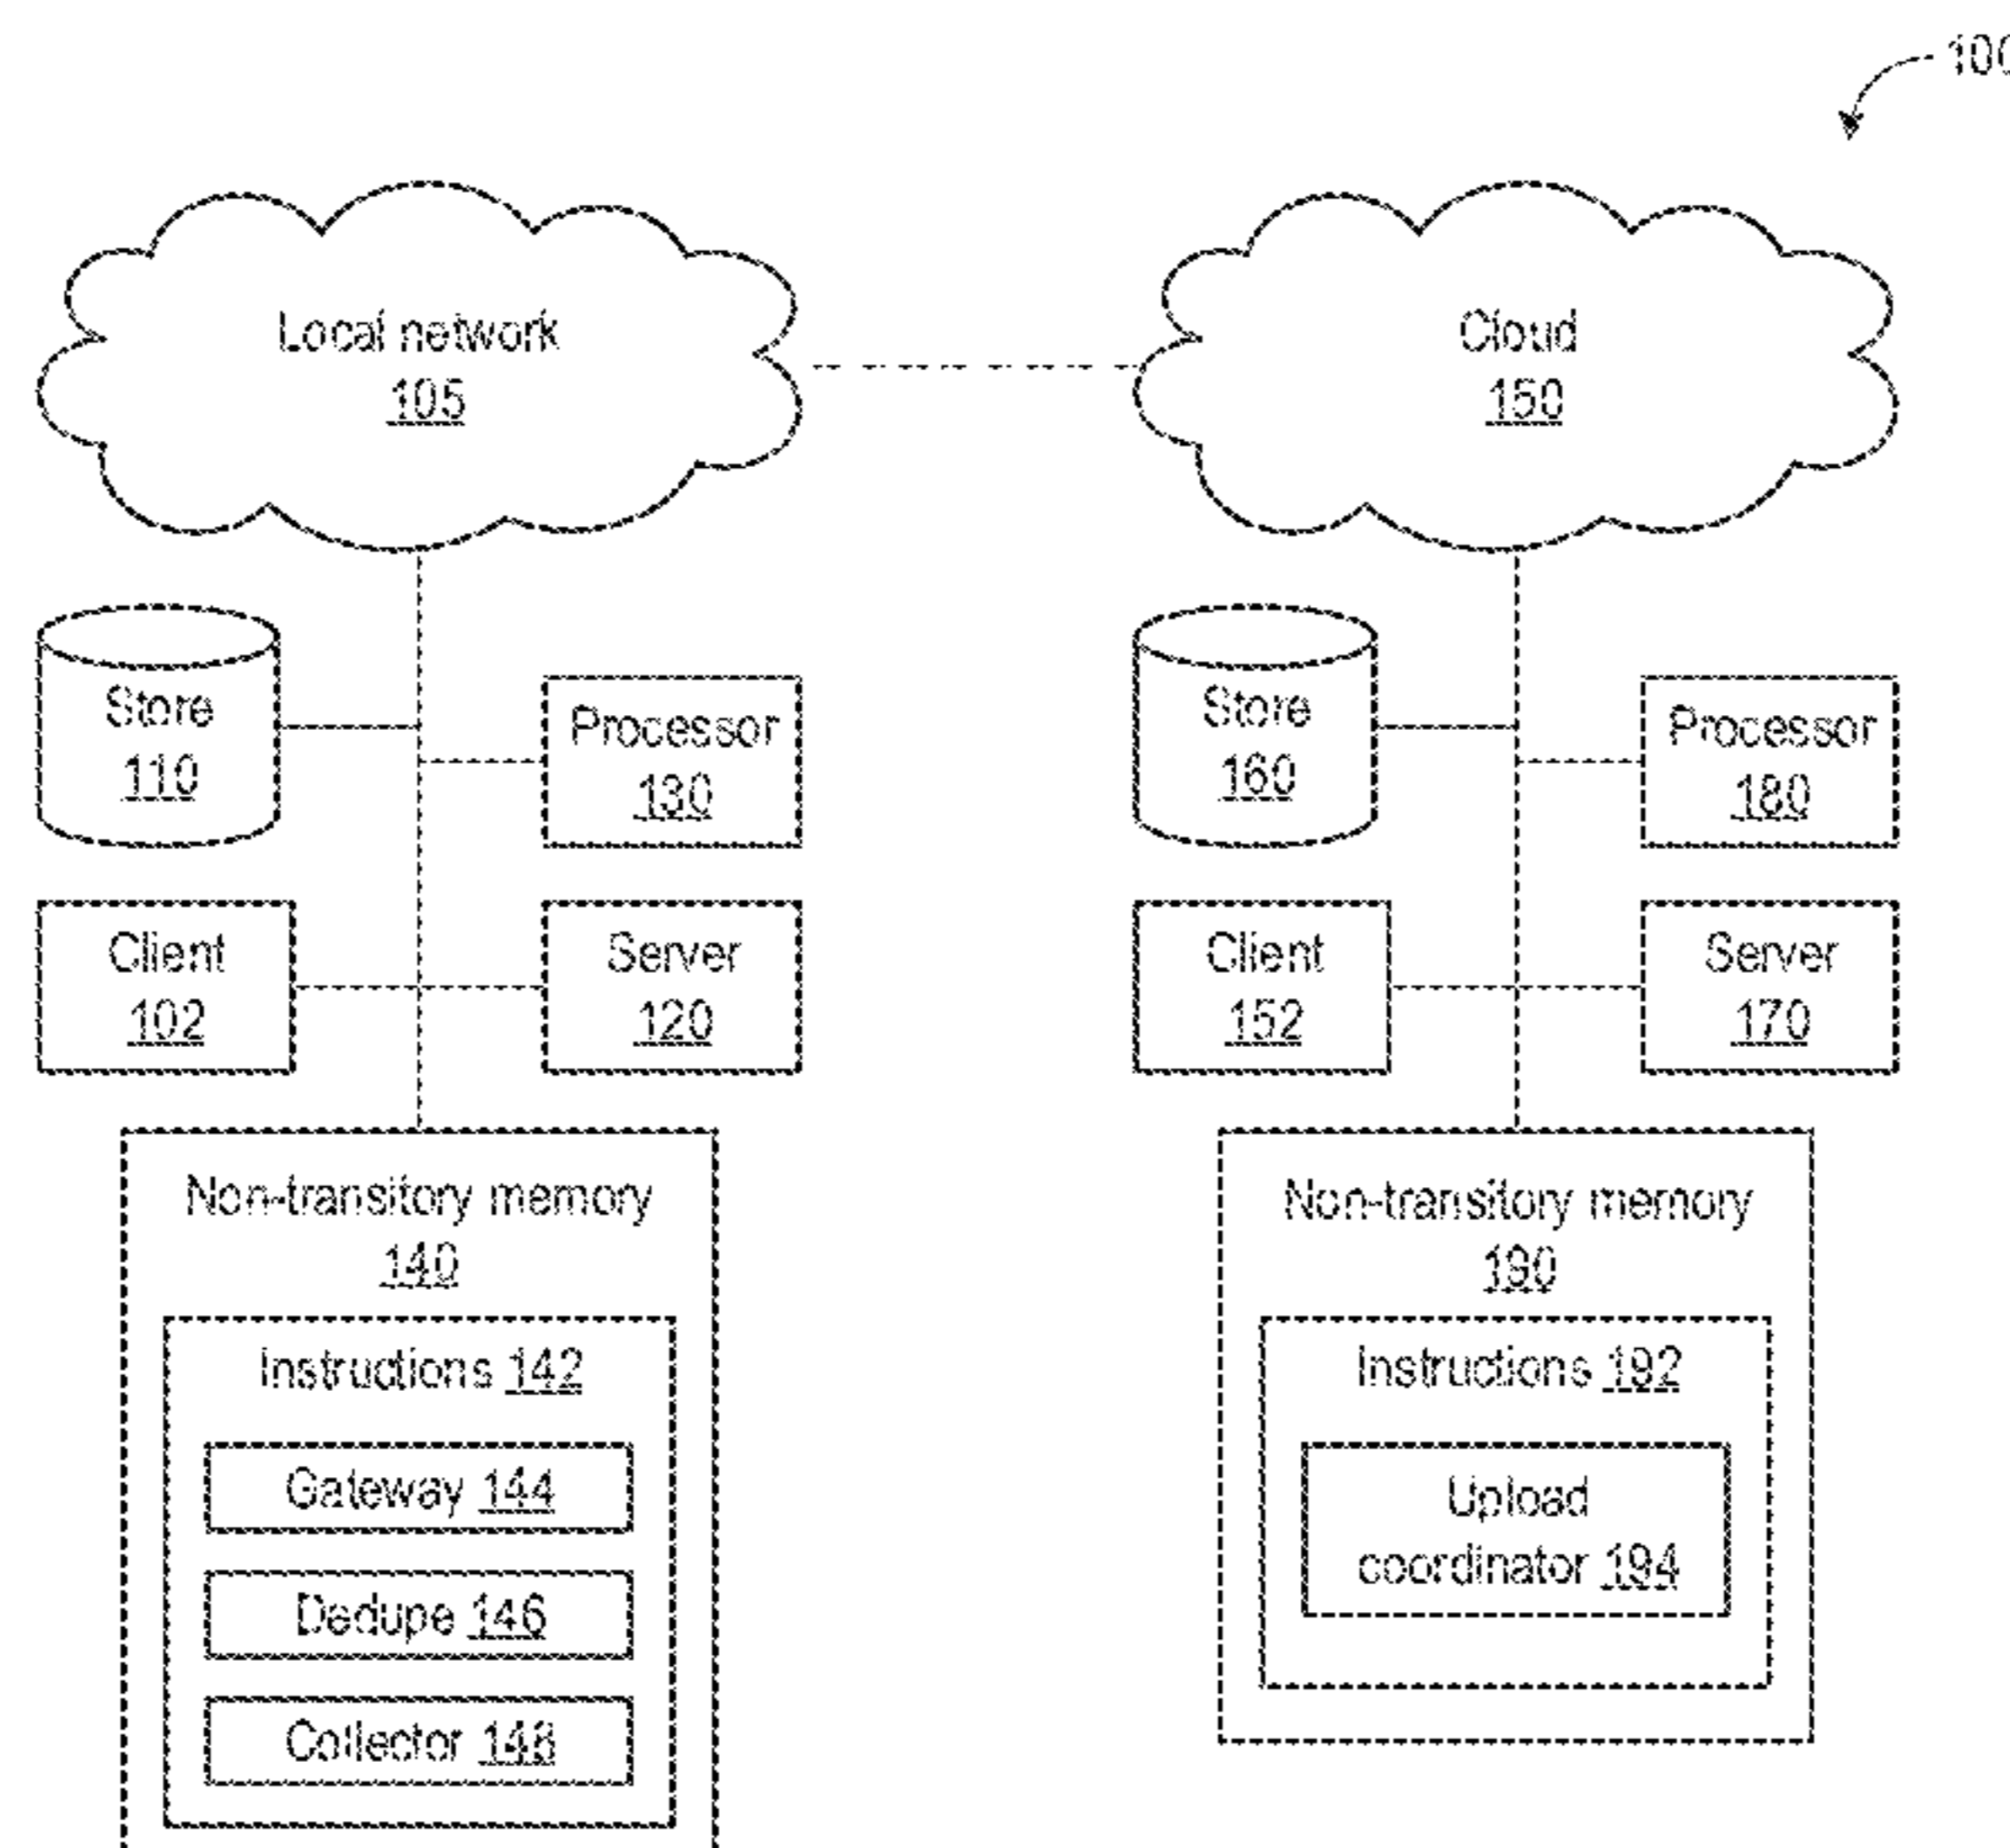 100
Local network
105
Cloud
150
Store
110
Processor
130
Store
160
Processor
180
Client
102
Server
120
Client
152
Server
170
Non-transitory memory
140
Instructions 142
Gateway 144
Dedupe 146
Collector 148
Non-transitory memory
190
Instructions 192
Upload
coordinator 194